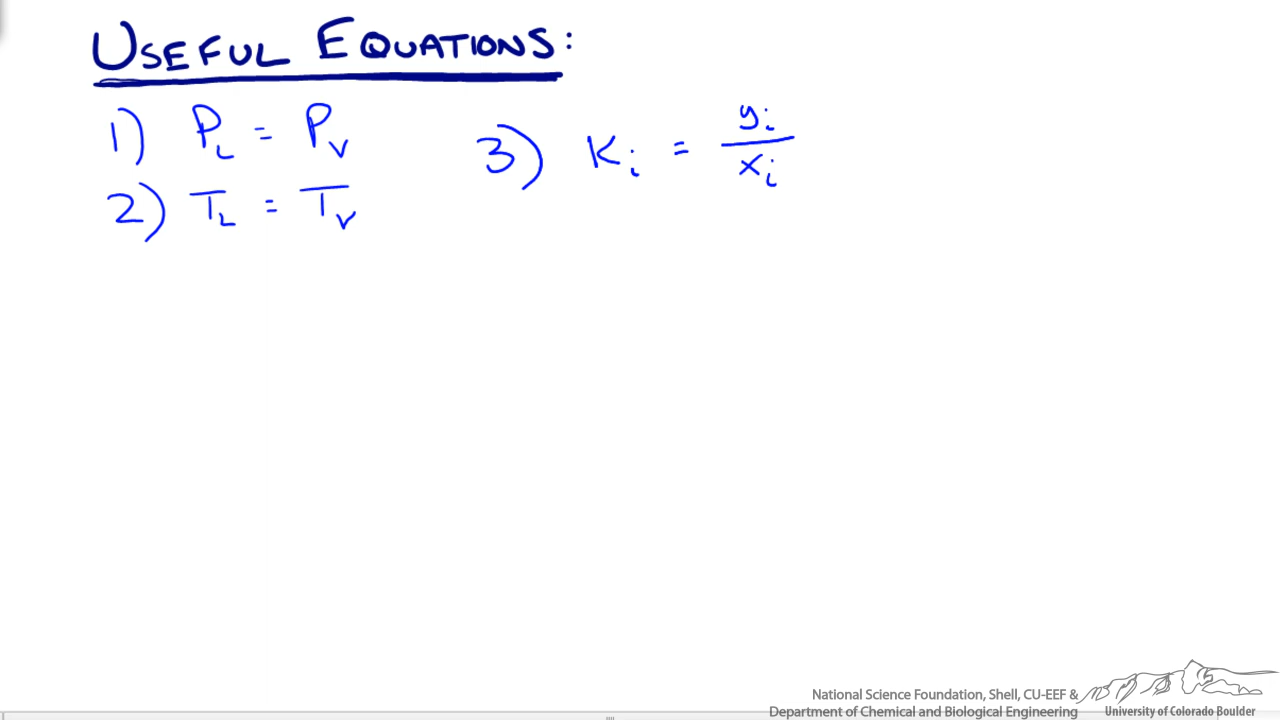 USEFUL EQUATIONS:
1) P_L = P_V
2) T_L = T_V
3) K_i = y_i / x_i
National Science Foundation, Shell, CU-EEF &
Department of Chemical and Biological Engineering
University of Colorado Boulder